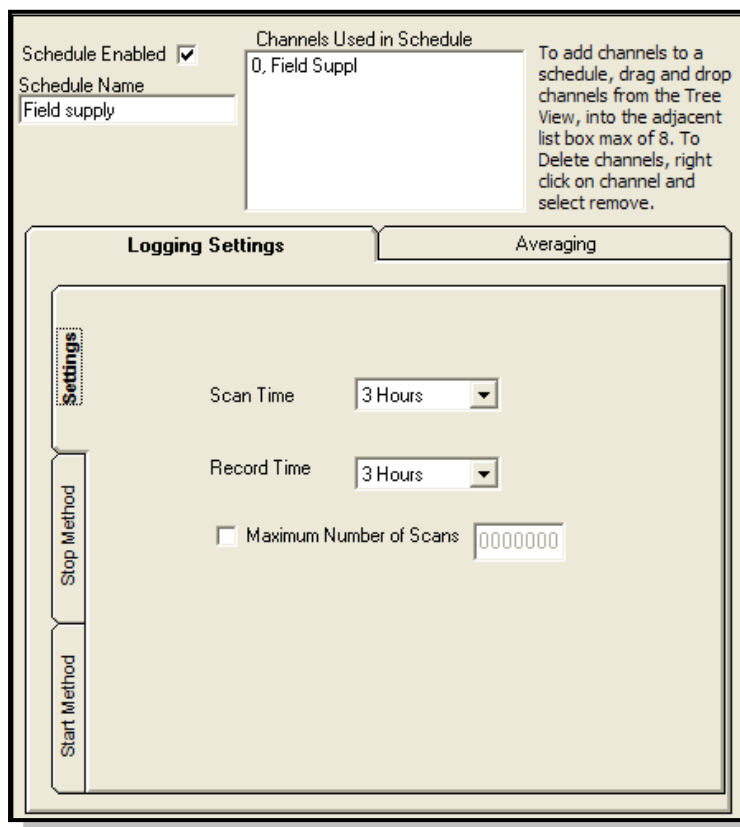 Schedule Enabled
Schedule Name
Field supply
Channels Used in Schedule
0, Field Suppl
To add channels to a
schedule, drag and drop
channels from the Tree
View, into the adjacent
list box max of 8. To
Delete channels, right
click on channel and
select remove.
Logging Settings
Averaging
Settings
Stop Method
Start Method
Scan Time
3 Hours
Record Time
3 Hours
Maximum Number of Scans
0000000